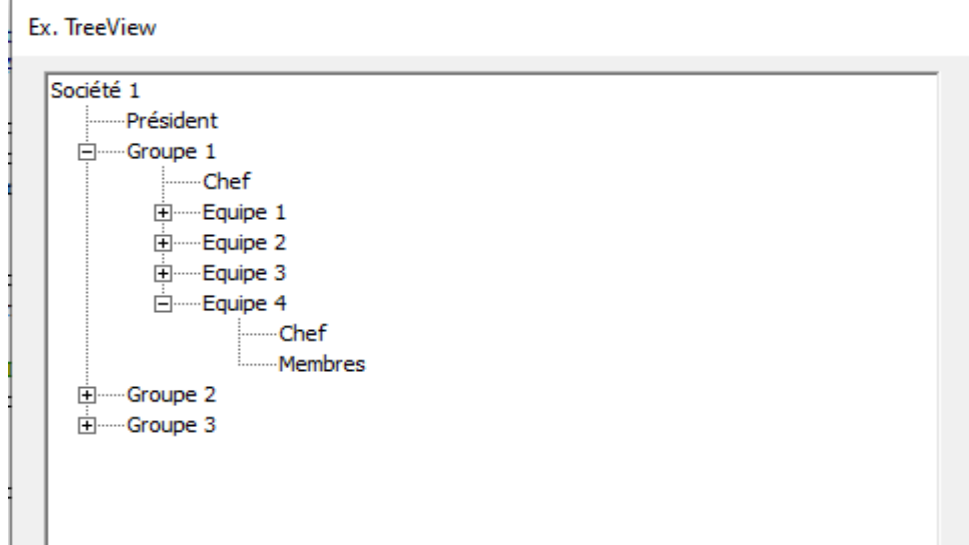 Ex. TreeView
Société 1
Président
Groupe 1
Chef
Equipe 1
Equipe 2
Equipe 3
Equipe 4
Chef
Membres
Groupe 2
Groupe 3